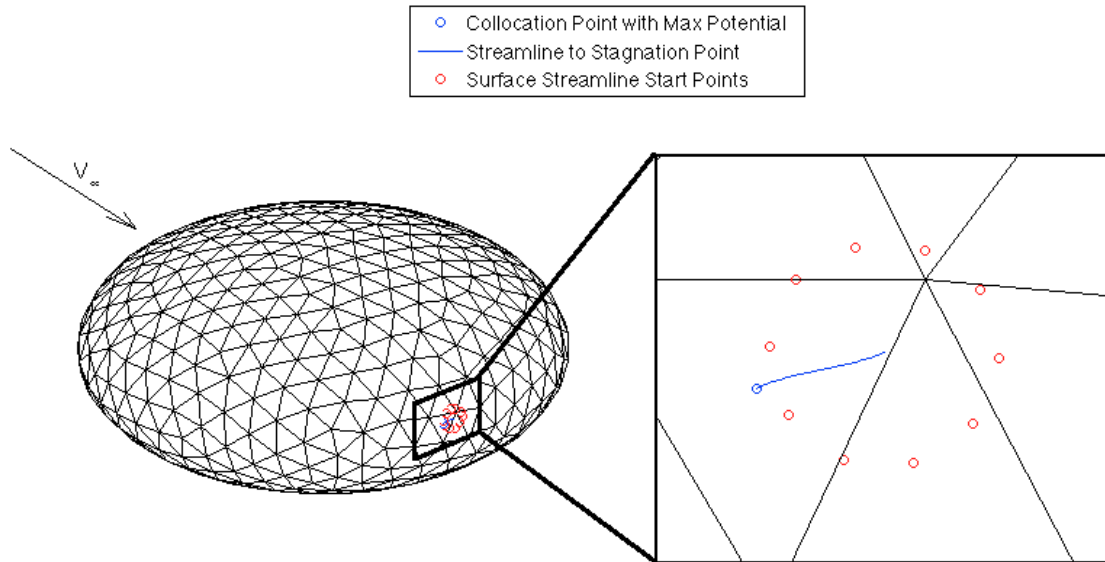 Collocation Point with Max Potential
Streamline to Stagnation Point
Surface Streamline Start Points
V∞